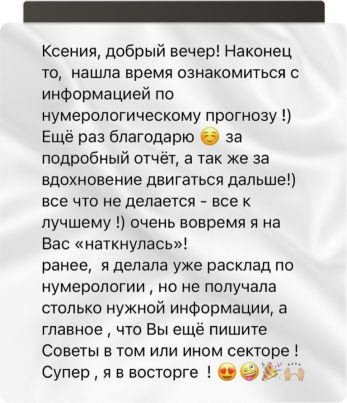 Ксения, добрый вечер! Наконец
то,  нашла время ознакомиться с
информацией по
нумерологическому прогнозу !)
Ещё раз благодарю ☺️ за
подробный отчёт, а так же за
вдохновение двигаться дальше!)
все что не делается - все к
лучшему !) очень вовремя я на
Вас «наткнулась»!
ранее,  я делала уже расклад по
нумерологии , но не получала
столько нужной информации, а
главное , что Вы ещё пишите
Советы в том или ином секторе !
Супер , я в восторге  ! 😍🤪🎉🙌🏻